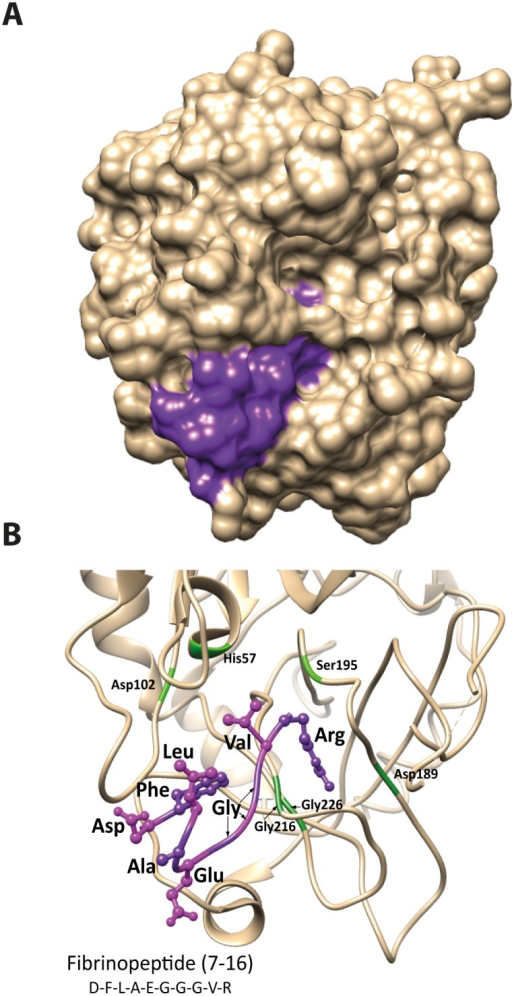 A
B
His57
Ser195
Asp102
Val
Arg
Leu
Asp189
Phe
Gly
Gly226
Asp
Gly216
Ala
Glu
Fibrinopeptide (7-16)
D-F-L-A-E-G-G-G-V-R